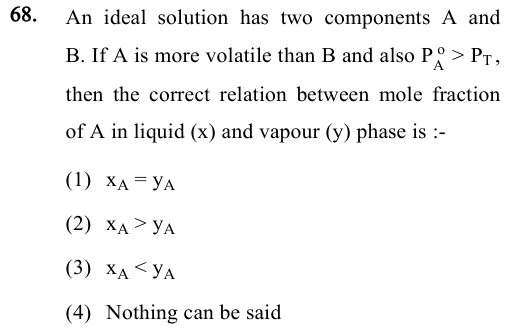 68. An ideal solution has two components A and
B. If A is more volatile than B and also P°A > PT,
then the correct relation between mole fraction
of A in liquid (x) and vapour (y) phase is :-
(1) xA = yA
(2) xA > yA
(3) xA < yA
(4) Nothing can be said